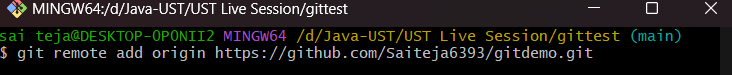 MINGW64:/d/Java-UST/UST Live Session/gittest
sai teja@DESKTOP-OPONII2 MINGW64 /d/Java-UST/UST Live Session/gittest (main)
$ git remote add origin https://github.com/Saiteja6393/gitdemo.git